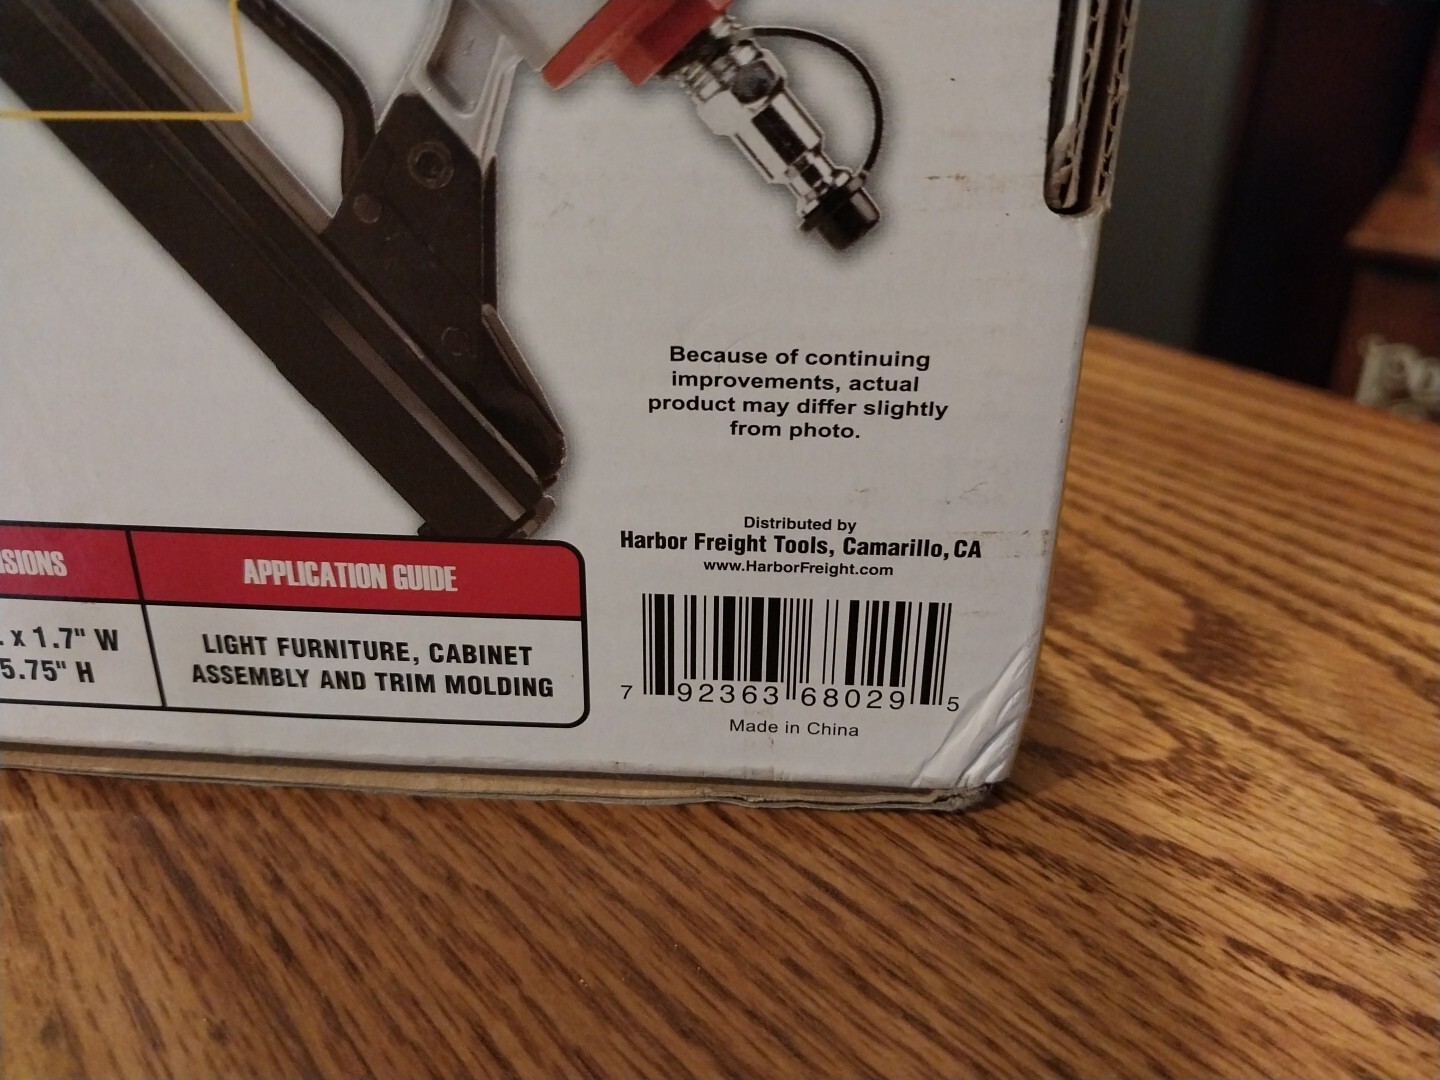 Because of continuing
improvements, actual
product may differ slightly
from photo.
Distributed by
Harbor Freight Tools, Camarillo, CA
www.HarborFreight.com
APPLICATION GUIDE
x 1.7" W
5.75" H
LIGHT FURNITURE, CABINET
ASSEMBLY AND TRIM MOLDING
7 92363 68029 5
Made in China